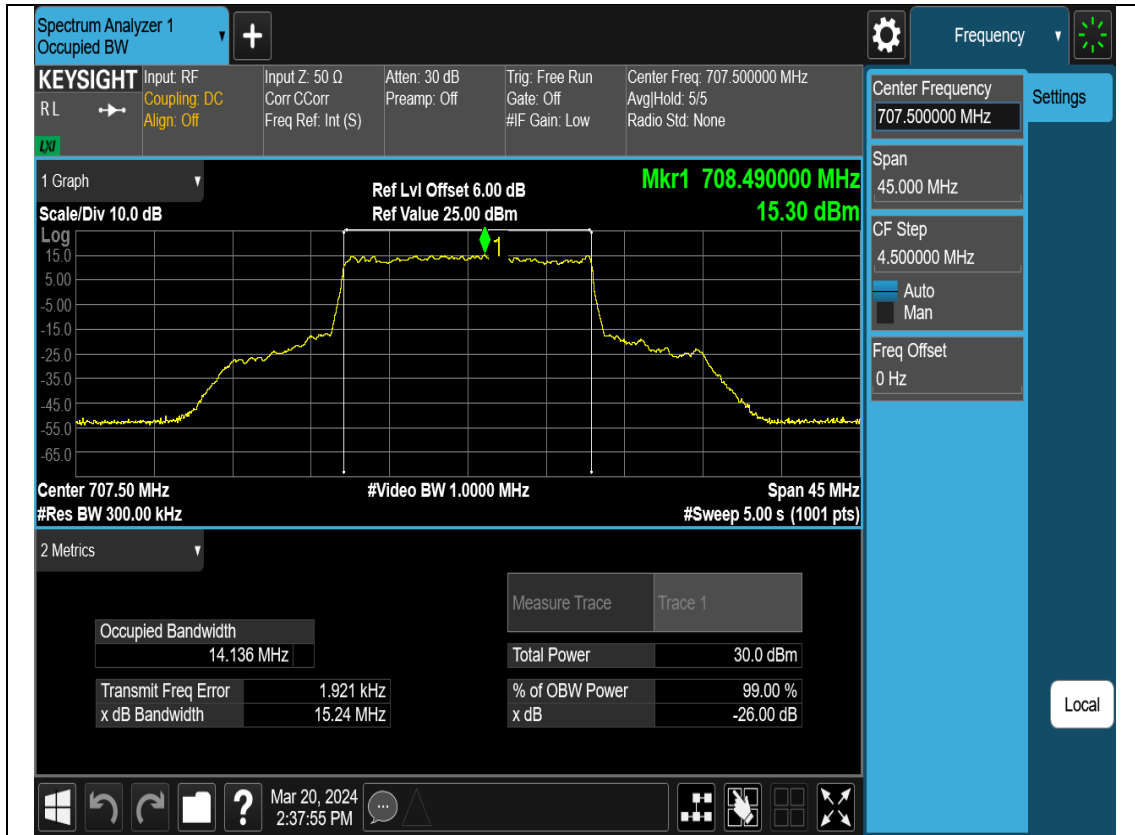 Spectrum Analyzer 1
Occupied BW
+
Frequency
KEYSIGHT
R L
LXI
Input: RF
Coupling: DC
Align: Off
Input Z: 50 Ω
Corr CCorr
Freq Ref: Int (S)
Atten: 30 dB
Preamp: Off
Trig: Free Run
Gate: Off
#IF Gain: Low
Center Freq: 707.500000 MHz
Avg|Hold: 5/5
Radio Std: None
Center Frequency
707.500000 MHz
Settings
Span
45.000 MHz
CF Step
4.500000 MHz
Auto
Man
Freq Offset
0 Hz
Local
1 Graph
Scale/Div 10.0 dB
Ref Lvl Offset 6.00 dB
Ref Value 25.00 dBm
Mkr1 708.490000 MHz
15.30 dBm
Log
1
15.0
5.00
-5.00
-15.0
-25.0
-35.0
-45.0
-55.0
-65.0
Center 707.50 MHz
#Video BW 1.0000 MHz
Span 45 MHz
#Res BW 300.00 kHz
#Sweep 5.00 s (1001 pts)
2 Metrics
Measure Trace Trace 1
Occupied Bandwidth
14.136 MHz
Total Power 30.0 dBm
Transmit Freq Error 1.921 kHz
% of OBW Power 99.00 %
x dB Bandwidth 15.24 MHz
x dB -26.00 dB
?
Mar 20, 2024
2:37:55 PM